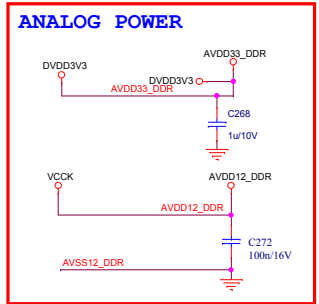 ANALOG POWER
AVDD33_DDR
DVDD3V3
DVDD3V3
AVDD33_DDR
C268
1u/10V
VCCK
AVDD12_DDR
AVDD12_DDR
C272
100n/16V
AVSS12_DDR